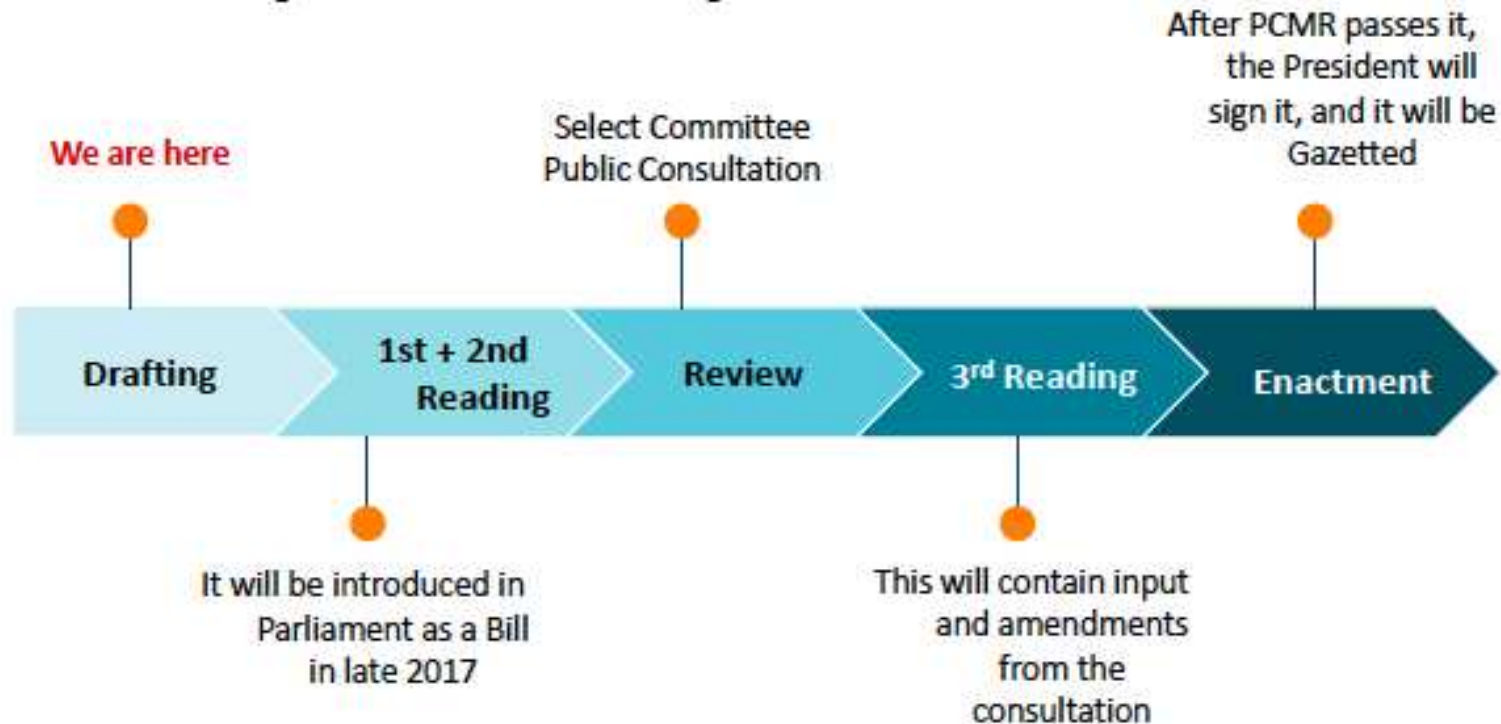 We are here
Select Committee
Public Consultation
After PCMR passes it,
the President will
sign it, and it will be
Gazetted
Drafting
1st + 2nd
Reading
Review
3rd Reading
Enactment
It will be introduced in
Parliament as a Bill
in late 2017
This will contain input
and amendments
from the
consultation